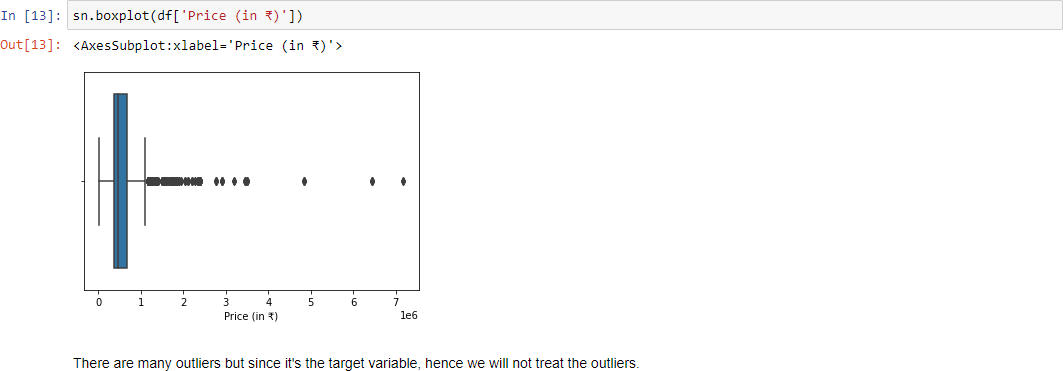 In [13]: sn.boxplot(df['Price (in ₹)'])
Out[13]: <AxesSubplot:xlabel='Price (in ₹)'>
0 1 2 3 4 5 6 7
Price (in ₹) 1e6
There are many outliers but since it's the target variable, hence we will not treat the outliers.